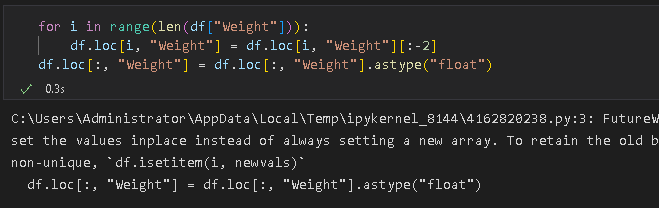 for i in range(len(df["Weight"])):
    df.loc[i, "Weight"] = df.loc[i, "Weight"][:-2]
df.loc[:, "Weight"] = df.loc[:, "Weight"].astype("float")
0.3s
C:\Users\Administrator\AppData\Local\Temp\ipykernel_8144\4162820238.py:3: FutureW
set the values inplace instead of always setting a new array. To retain the old b
non-unique, `df.isetitem(i, newvals)`
  df.loc[:, "Weight"] = df.loc[:, "Weight"].astype("float")